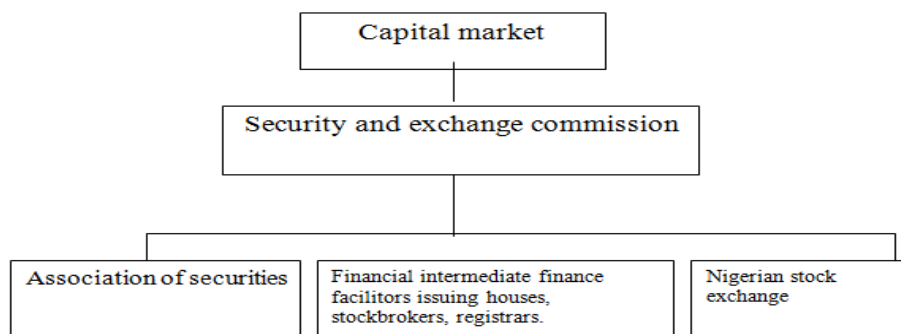 Capital market
Security and exchange commission
Association of securities
Financial intermediate finance
facilitors issuing houses,
stockbrokers, registrars.
Nigerian stock
exchange